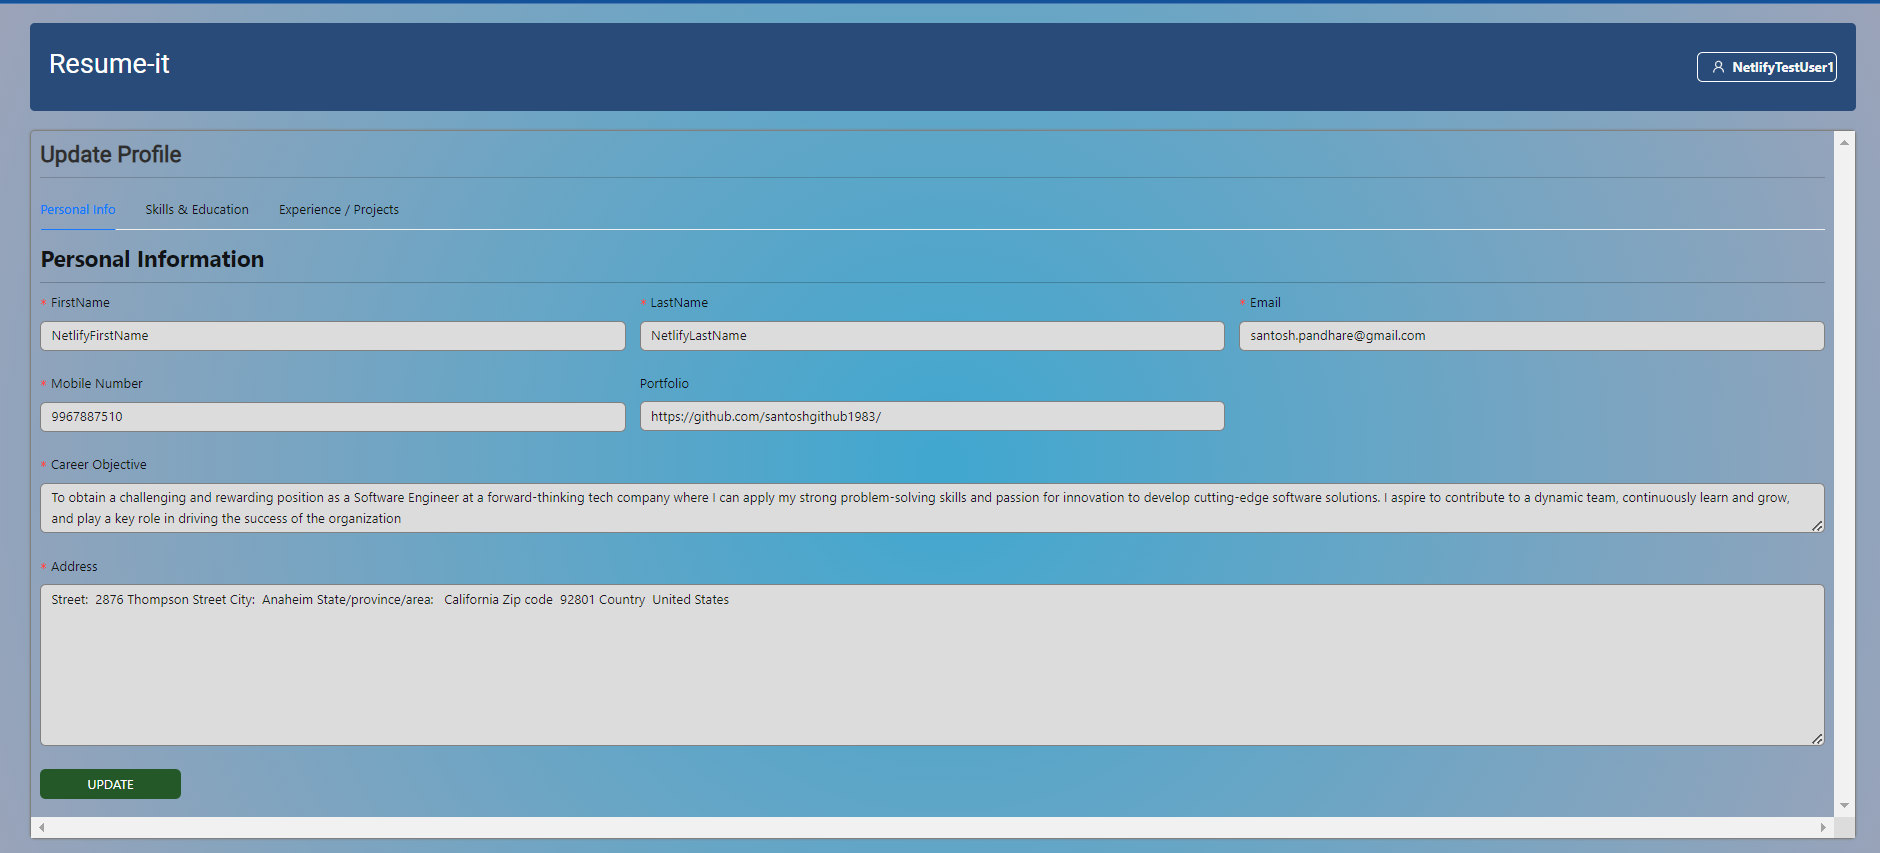 Resume-it
NetlifyTestUser1
Update Profile
Personal Info Skills & Education Experience / Projects
Personal Information
* FirstName * LastName * Email
NetlifyFirstName NetlifyLastName santosh.pandhare@gmail.com
* Mobile Number Portfolio
9967887510 https://github.com/santoshgithub1983/
* Career Objective
To obtain a challenging and rewarding position as a Software Engineer at a forward-thinking tech company where I can apply my strong problem-solving skills and passion for innovation to develop cutting-edge software solutions. I aspire to contribute to a dynamic team, continuously learn and grow,
and play a key role in driving the success of the organization
* Address
Street:  2876 Thompson Street City:  Anaheim State/province/area:   California Zip code  92801 Country  United States
UPDATE